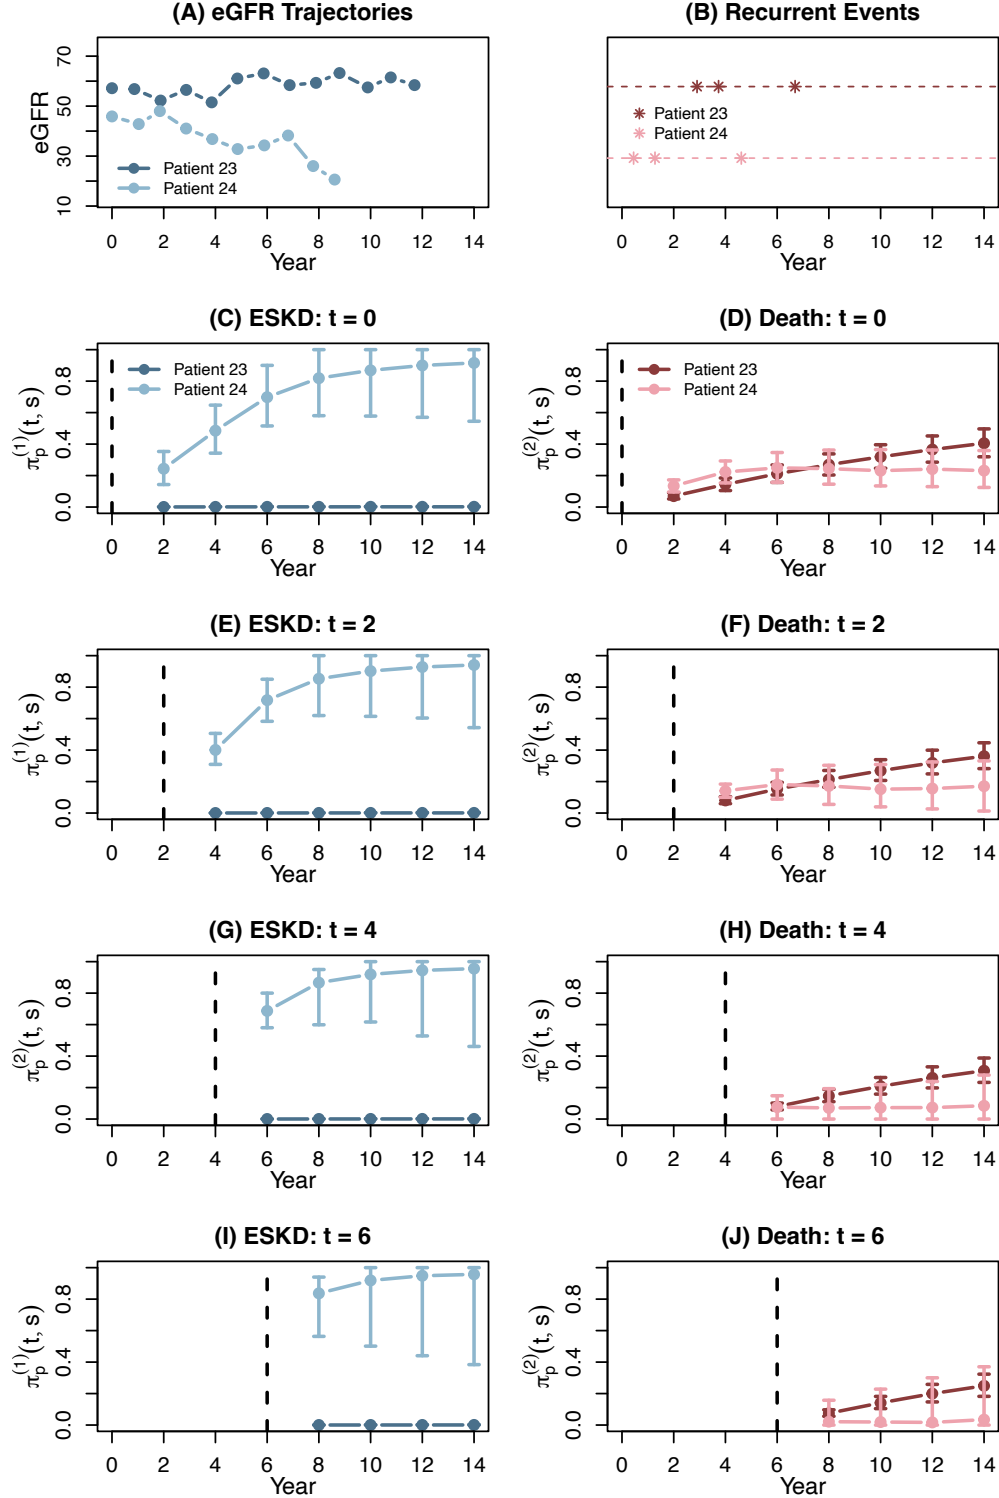 (A) eGFR Trajectories
70
50
30
10
eGFR
Patient 23
Patient 24
0 2 4 6 8 10 12 14
Year
(B) Recurrent Events
Patient 23
Patient 24
0 2 4 6 8 10 12 14
Year
(C) ESKD: t = 0
0.8
0.4
0.0
π_p^(1)(t, s)
Patient 23
Patient 24
0 2 4 6 8 10 12 14
Year
(D) Death: t = 0
0.8
0.4
0.0
π_p^(2)(t, s)
Patient 23
Patient 24
0 2 4 6 8 10 12 14
Year
(E) ESKD: t = 2
0.8
0.4
0.0
π_p^(1)(t, s)
0 2 4 6 8 10 12 14
Year
(F) Death: t = 2
0.8
0.4
0.0
π_p^(2)(t, s)
0 2 4 6 8 10 12 14
Year
(G) ESKD: t = 4
0.8
0.4
0.0
π_p^(2)(t, s)
0 2 4 6 8 10 12 14
Year
(H) Death: t = 4
0.8
0.4
0.0
π_p^(2)(t, s)
0 2 4 6 8 10 12 14
Year
(I) ESKD: t = 6
0.8
0.4
0.0
π_p^(1)(t, s)
0 2 4 6 8 10 12 14
Year
(J) Death: t = 6
0.8
0.4
0.0
π_p^(2)(t, s)
0 2 4 6 8 10 12 14
Year